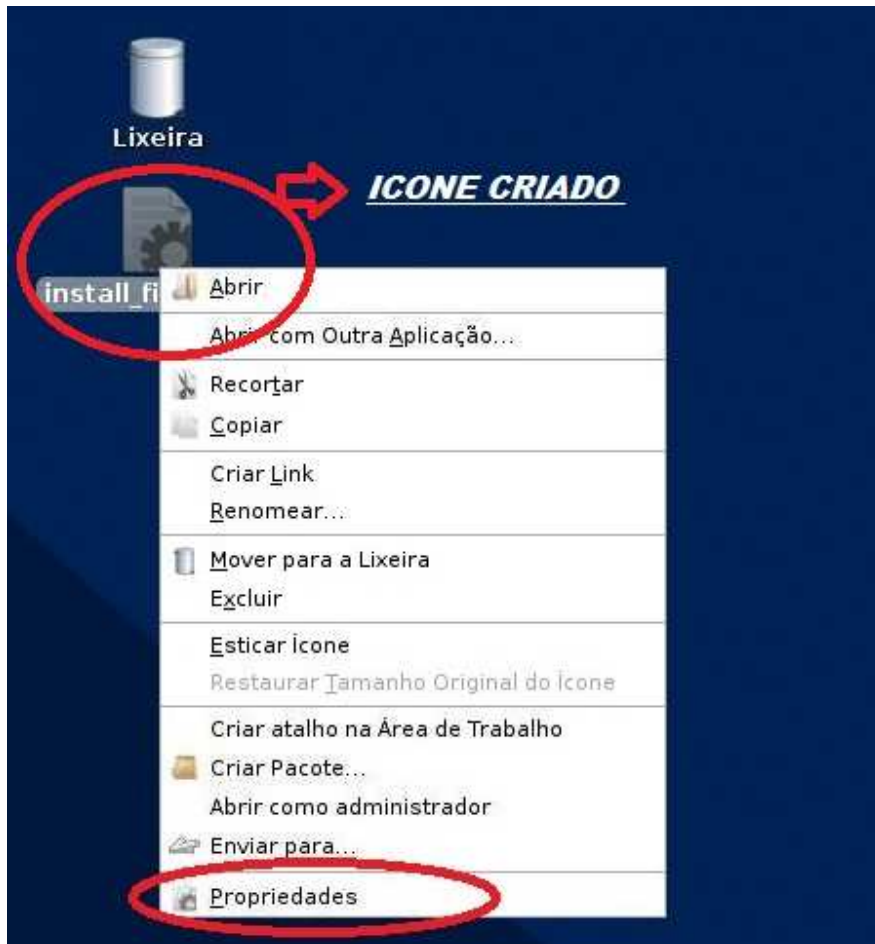 Lixeira
ICONE CRIADO
install_fi
Abrir
Abrir com Outra Aplicação...
Recortar
Copiar
Criar Link
Renomear...
Mover para a Lixeira
Excluir
Esticar Ícone
Restaurar Tamanho Original do Ícone
Criar atalho na Área de Trabalho
Criar Pacote...
Abrir como administrador
Enviar para...
Propriedades